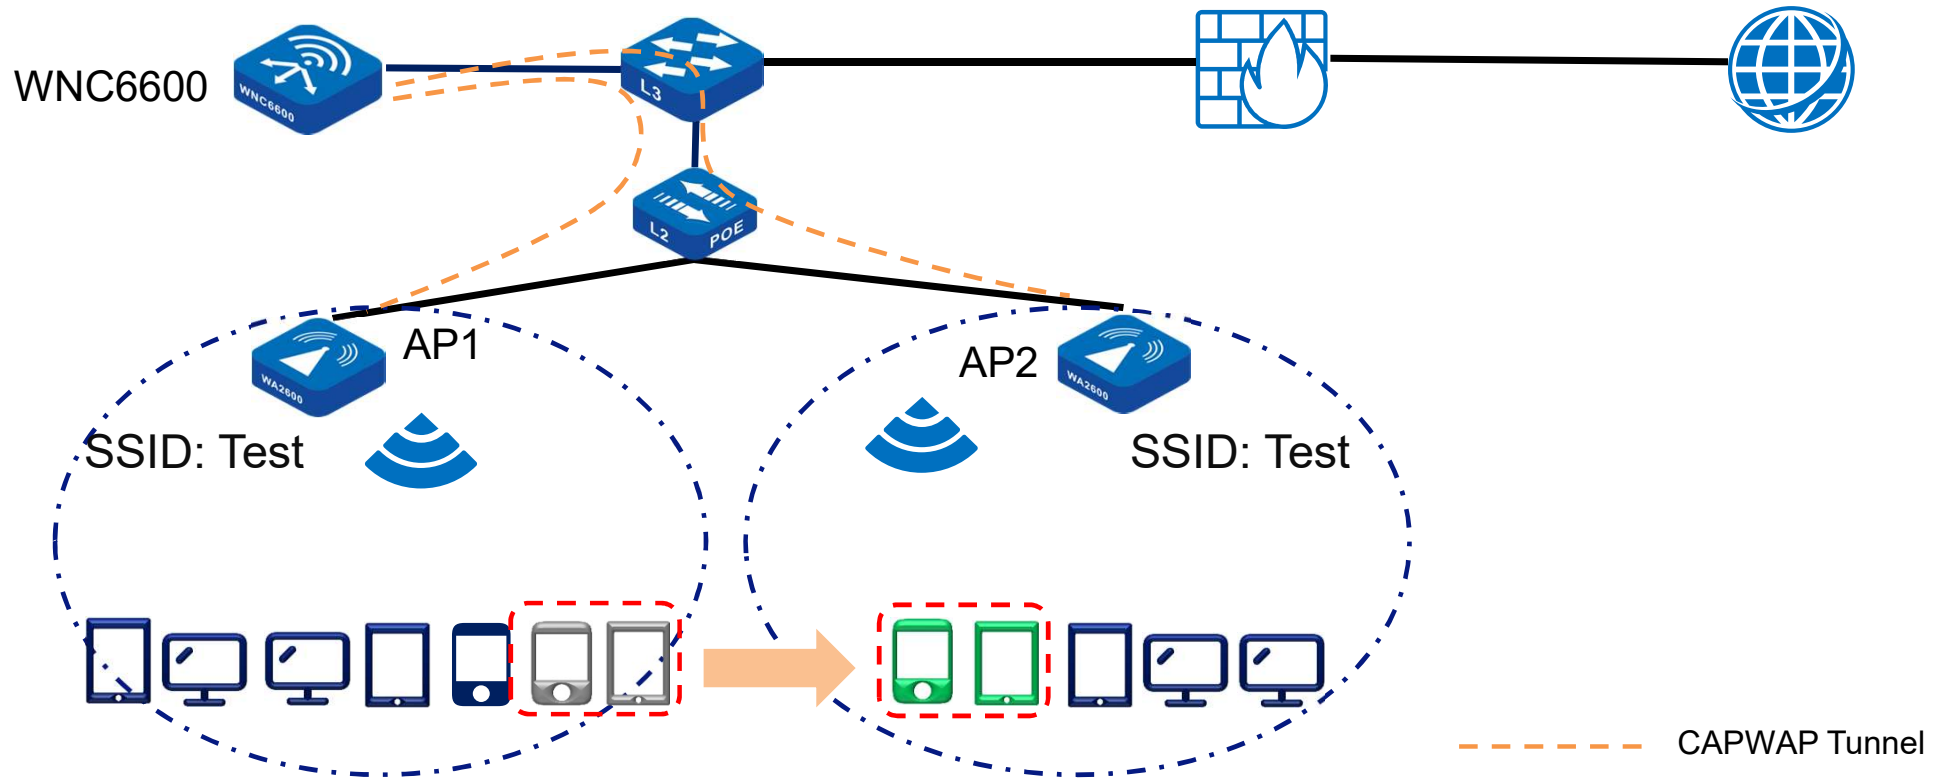 WNC6600
WNC6600
L3
L2
POE
AP1
WA2600
AP2
WA2600
SSID: Test
SSID: Test
CAPWAP Tunnel